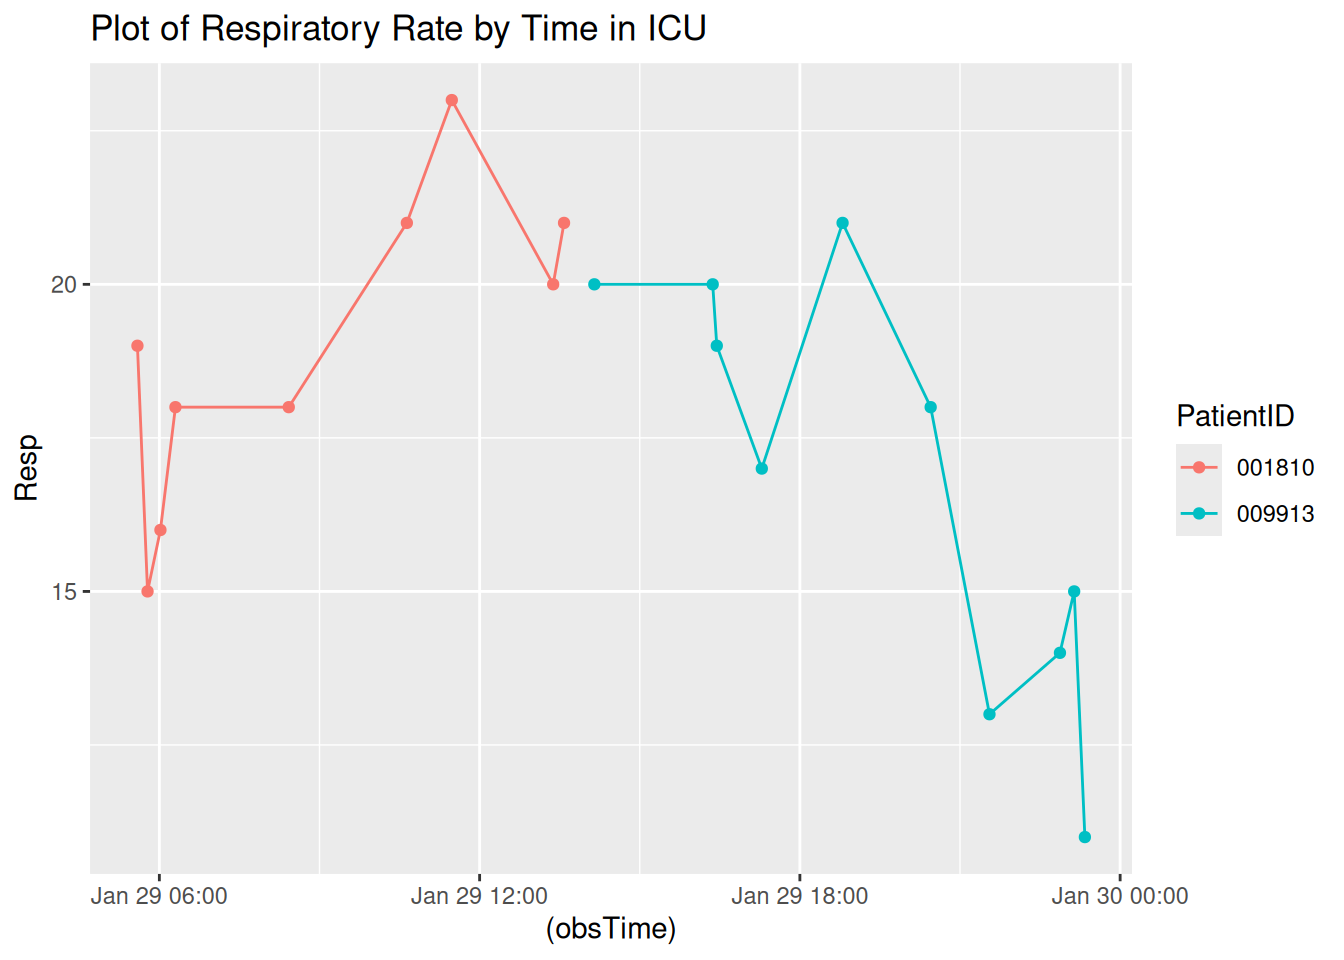 Plot of Respiratory Rate by Time in ICU
Resp
20
15
Jan 29 06:00
Jan 29 12:00
Jan 29 18:00
Jan 30 00:00
(obsTime)
PatientID
001810
009913